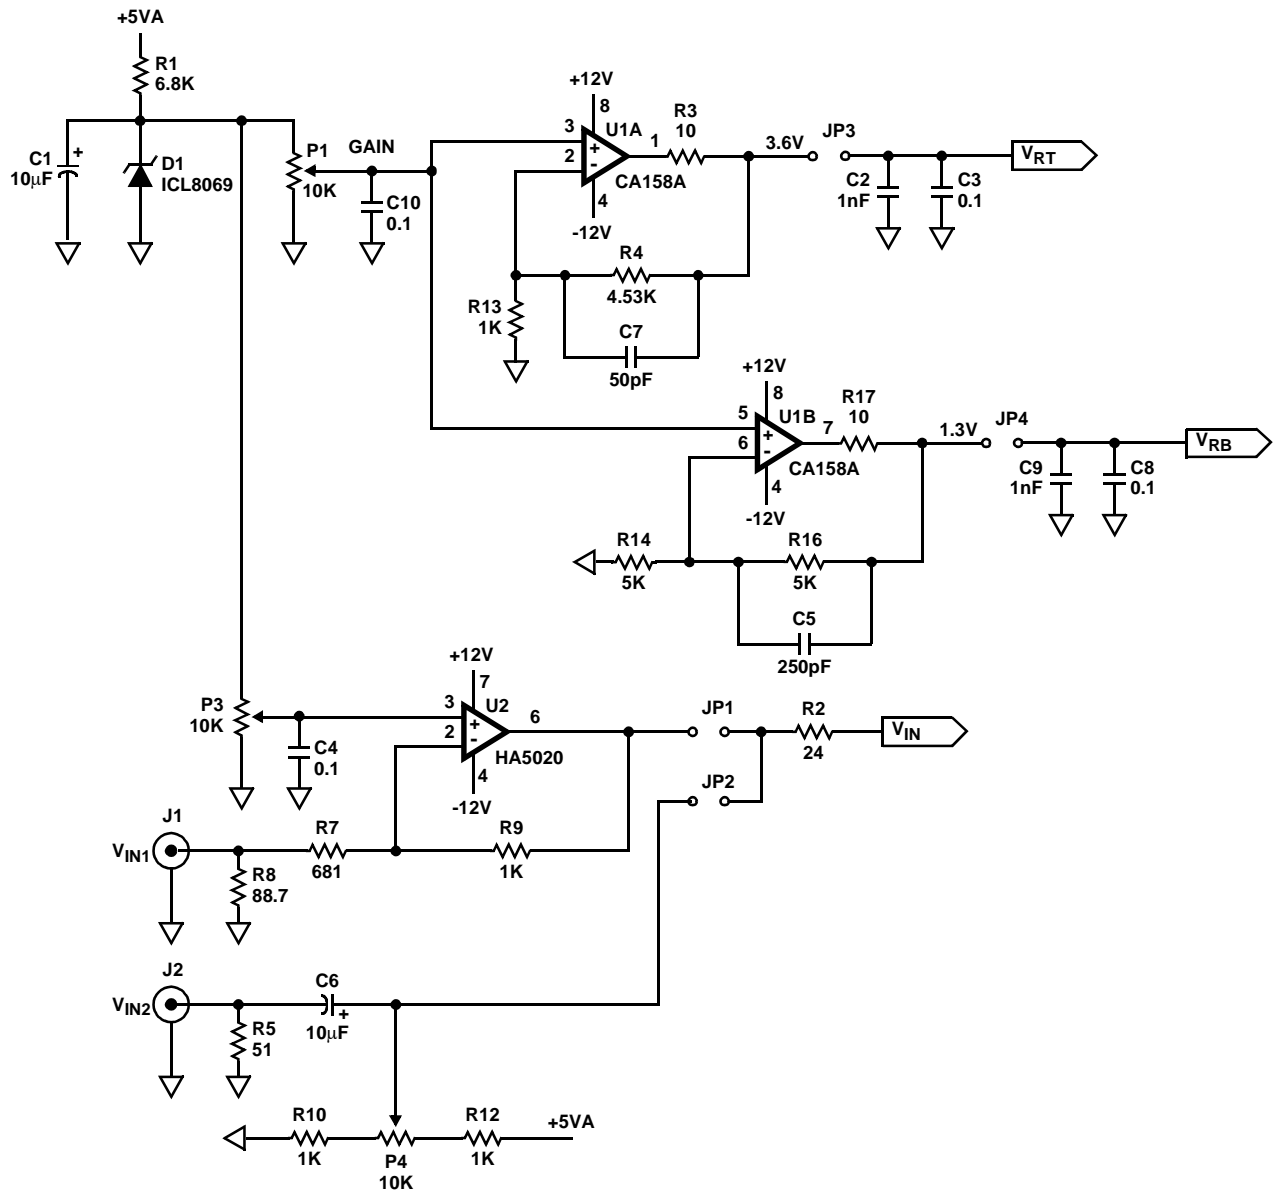 +5VA
R1
6.8K
C1
+
10µF
D1
ICL8069
P1
10K
GAIN
C10
0.1
+12V
8
3
2
+
-
U1A
1
CA158A
4
-12V
R3
10
3.6V
JP3
VRT
C2
1nF
C3
0.1
R4
4.53K
R13
1K
C7
50pF
+12V
8
5
6
+
-
U1B
7
CA158A
4
-12V
R17
10
1.3V
JP4
VRB
C9
1nF
C8
0.1
R14
5K
R16
5K
C5
250pF
P3
10K
C4
0.1
+12V
7
3
2
+
-
U2
6
HA5020
4
-12V
JP1
JP2
R2
24
VIN
J1
VIN1
R8
88.7
R7
681
R9
1K
J2
VIN2
R5
51
C6
+
10µF
R10
1K
P4
10K
R12
1K
+5VA